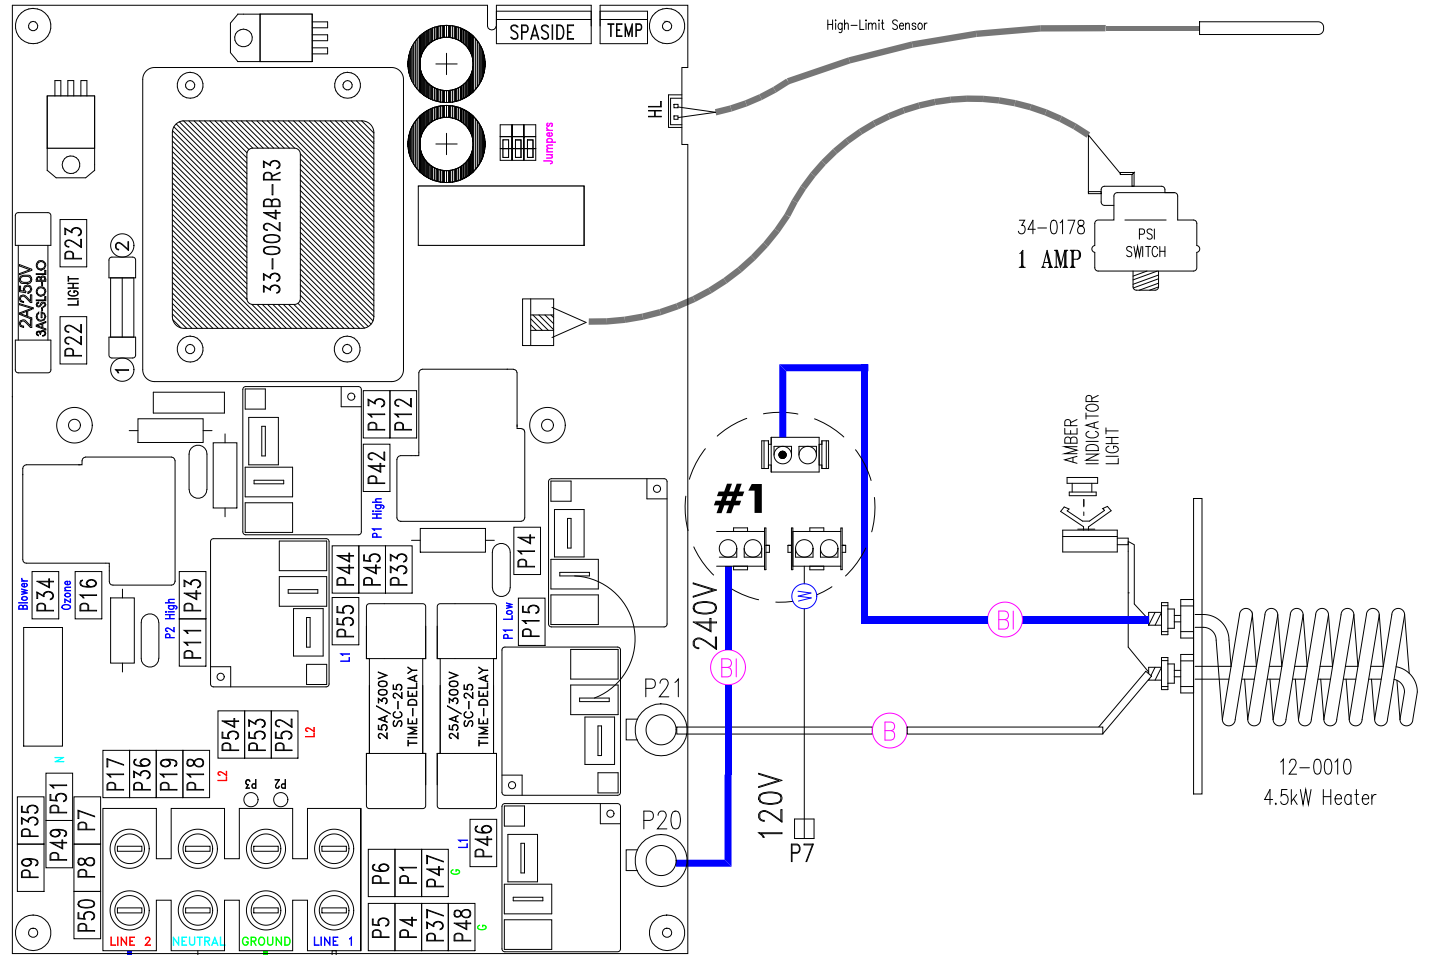 SPASIDE
TEMP
High-Limit Sensor
HL
Jumpers
33-0024B-R3
2A/250V
3AG-SLO-BLO
P23
LIGHT
P22
2
1
34-0178
1 AMP
PSI
SWITCH
P13
P12
P42
P1 High
AMBER
INDICATOR
LIGHT
#1
P14
P44
P45
P33
Blower
P34
Ozone
P16
P2 High
P43
P11
P55
L1
P1 Low
P15
240V
W
BI
BI
25A/300V
SC-25
TIME-DELAY
25A/300V
SC-25
TIME-DELAY
P21
B
P54
P53
P52
L2
N
P17
P36
P19
P18
L2
P3
P2
12-0010
4.5kW Heater
P35
P51
P7
P9
P49
P8
P50
120V
P7
P20
L1
P46
P6
P1
P47
G
P5
P4
P37
P48
G
LINE 2
NEUTRAL
GROUND
LINE 1